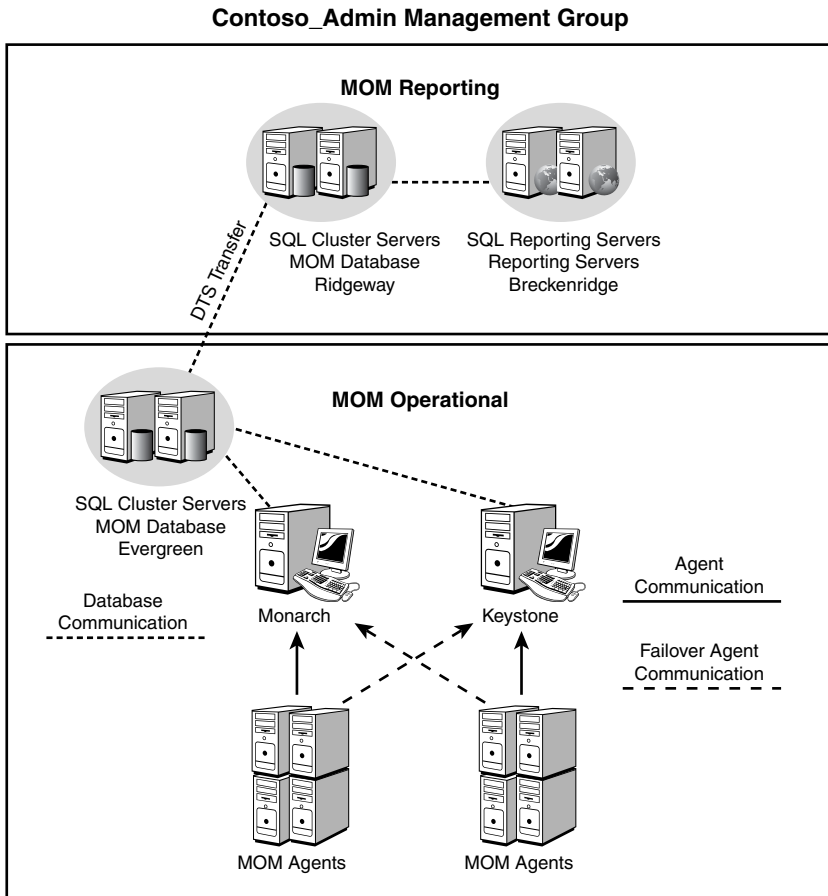 Contoso_Admin Management Group
MOM Reporting
SQL Cluster Servers
MOM Database
Ridgeway
SQL Reporting Servers
Reporting Servers
Breckenridge
DTS Transfer
MOM Operational
SQL Cluster Servers
MOM Database
Evergreen
Database
Communication
Monarch
Keystone
Agent
Communication
Failover Agent
Communication
MOM Agents
MOM Agents